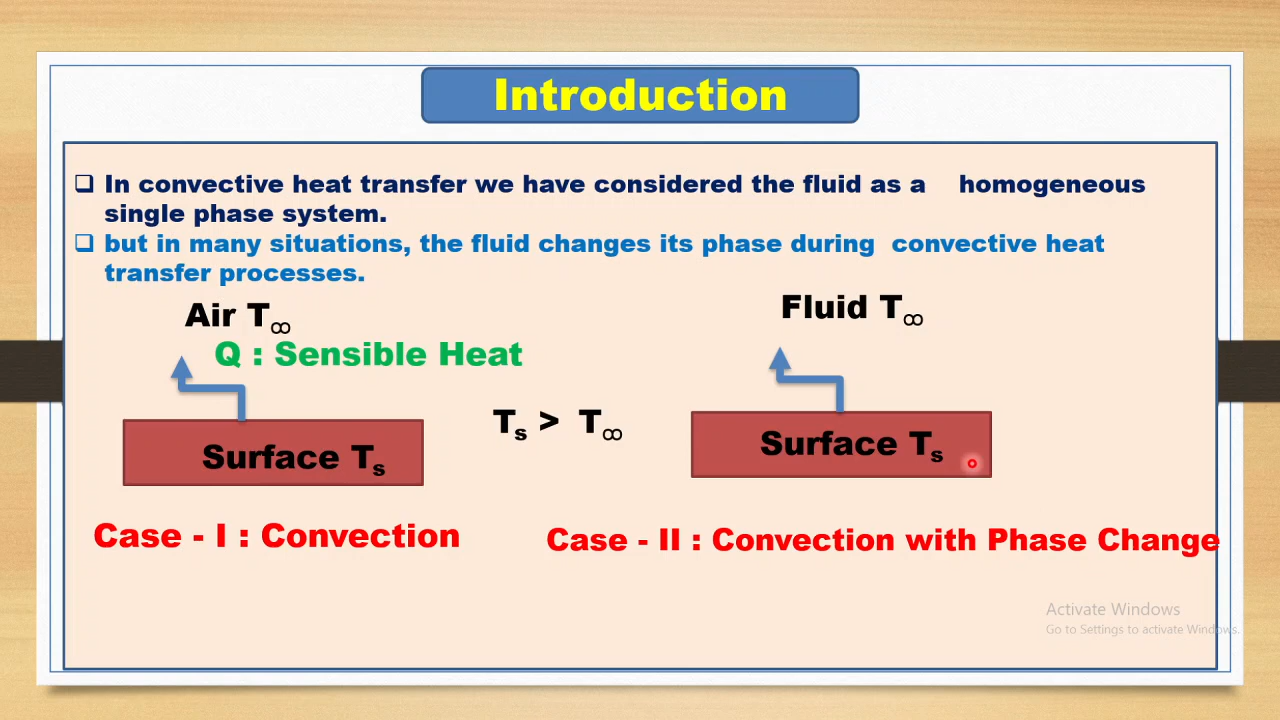 Introduction
❑ In convective heat transfer we have considered the fluid as a homogeneous
single phase system.
❑ but in many situations, the fluid changes its phase during convective heat
transfer processes.
Air T∞
Fluid T∞
Q : Sensible Heat
Ts > T∞
Surface Ts
Surface Ts
Case - I : Convection
Case - II : Convection with Phase Change
Activate Windows
Go to Settings to activate Windows.